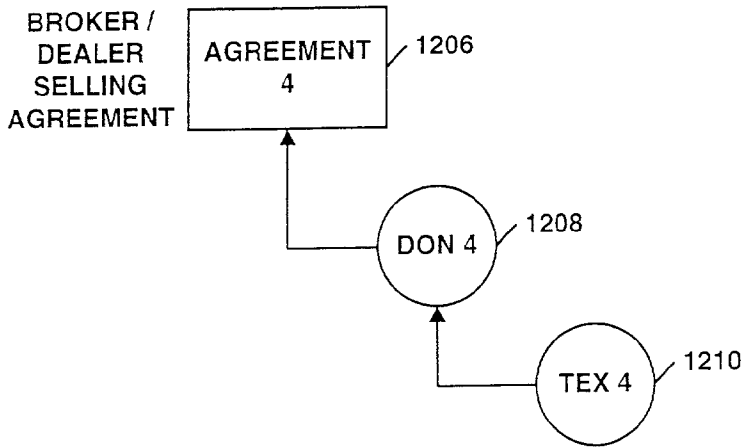 BROKER /
DEALER
SELLING
AGREEMENT
AGREEMENT
4
1206
DON 4
1208
TEX 4
1210